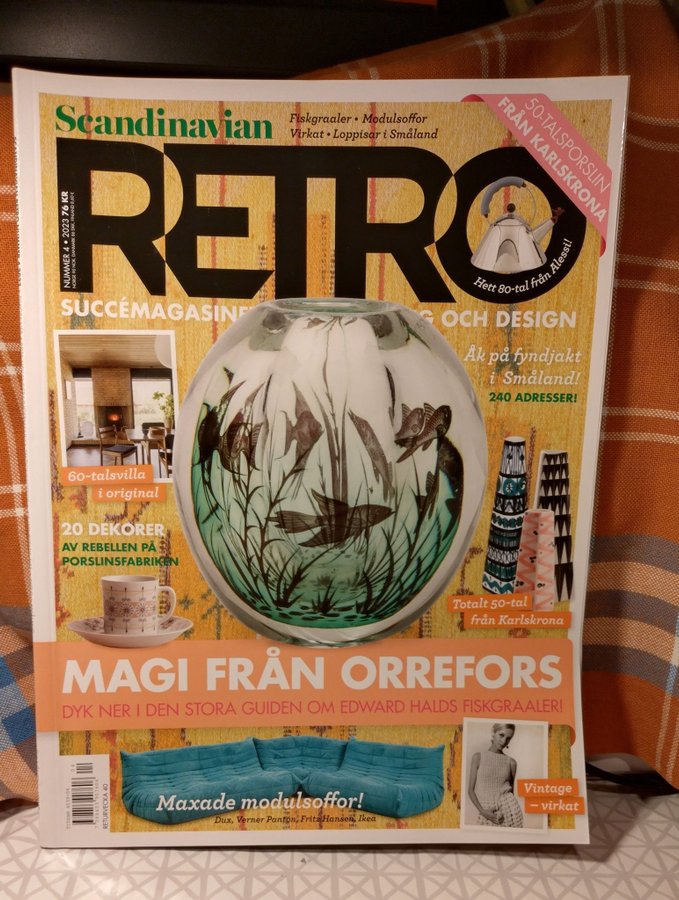 Scandinavian
Fiskgraaler • Modulsoffor
Virkat • Loppisar i Småland
50-TALSPORSLIN
FRÅN KARLSKRONA
RETRO
NUMMER 4 • 2023 76 KR
Hett 80-tal från Alessi!
SUCCÉMAGASINET
OCH DESIGN
Åk på fyndjakt
i Småland!
240 ADRESSER!
60-talsvilla
i original
20 DEKORER
AV REBELLEN PÅ
PORSLINSFABRIKEN
Totalt 50-tal
från Karlskrona
MAGI FRÅN ORREFORS
DYK NER I DEN STORA GUIDEN OM EDWARD HALDS FISKGRAALER!
Maxade modulsoffor!
Dux, Verner Panton, Fritz Hansen, Ikea
Vintage
– virkat
RETURVECKA 40